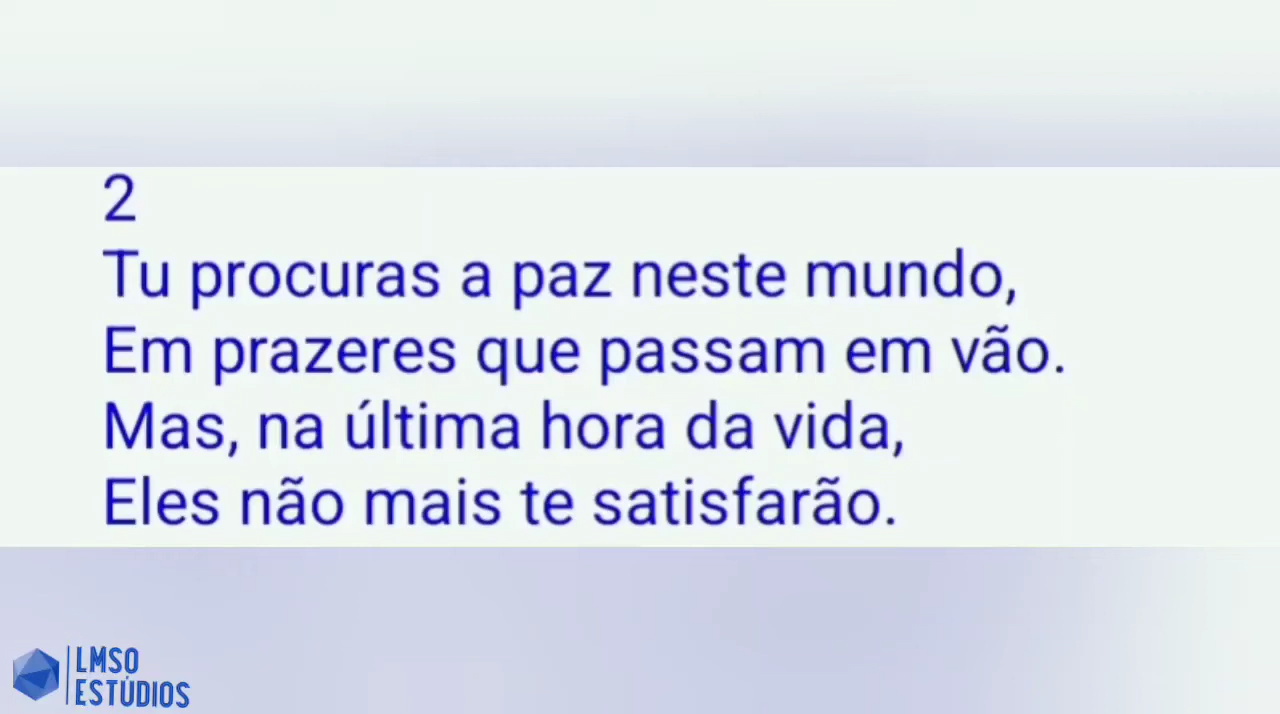 2
Tu procuras a paz neste mundo,
Em prazeres que passam em vão.
Mas, na última hora da vida,
Eles não mais te satisfarão.
LMSO
ESTÚDIOS